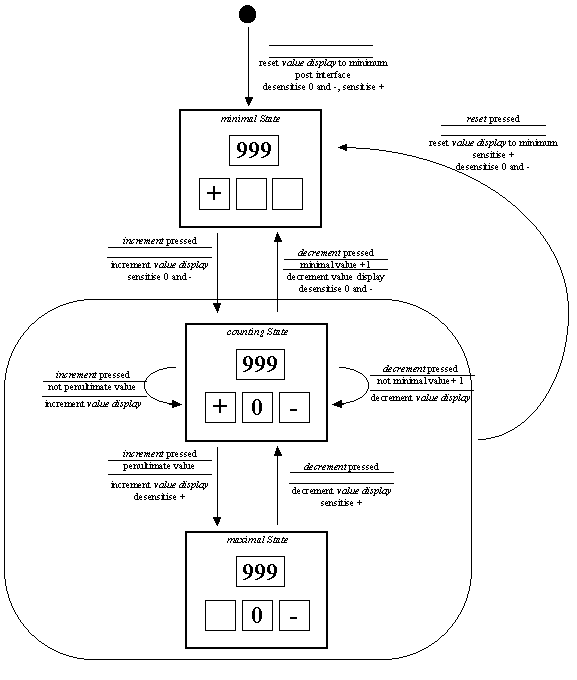 reset value display to minimum
post interface
desensitise 0 and -, sensitise +
minimal State
999
+
reset pressed
reset value display to minimum
sensitise +
desensitise 0 and -
increment pressed
increment value display
sensitise 0 and -
decrement pressed
minimal value +1
decrement value display
desensitise 0 and -
counting State
999
+ 0 -
increment pressed
not penultimate value
increment value display
decrement pressed
not minimal value+ 1
decrement value display
increment pressed
penultimate value
increment value display
desensitise +
decrement pressed
decrement value display
sensitise +
maximal State
999
0 -